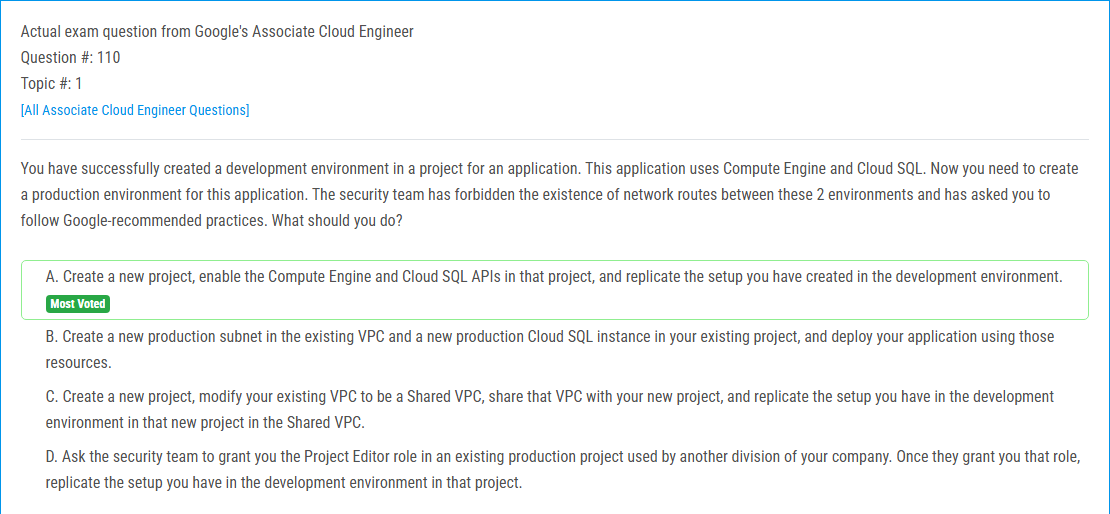 Actual exam question from Google's Associate Cloud Engineer
Question #: 110
Topic #: 1
[All Associate Cloud Engineer Questions]
You have successfully created a development environment in a project for an application. This application uses Compute Engine and Cloud SQL. Now you need to create
a production environment for this application. The security team has forbidden the existence of network routes between these 2 environments and has asked you to
follow Google-recommended practices. What should you do?
A. Create a new project, enable the Compute Engine and Cloud SQL APIs in that project, and replicate the setup you have created in the development environment.
Most Voted
B. Create a new production subnet in the existing VPC and a new production Cloud SQL instance in your existing project, and deploy your application using those
resources.
C. Create a new project, modify your existing VPC to be a Shared VPC, share that VPC with your new project, and replicate the setup you have in the development
environment in that new project in the Shared VPC.
D. Ask the security team to grant you the Project Editor role in an existing production project used by another division of your company. Once they grant you that role,
replicate the setup you have in the development environment in that project.